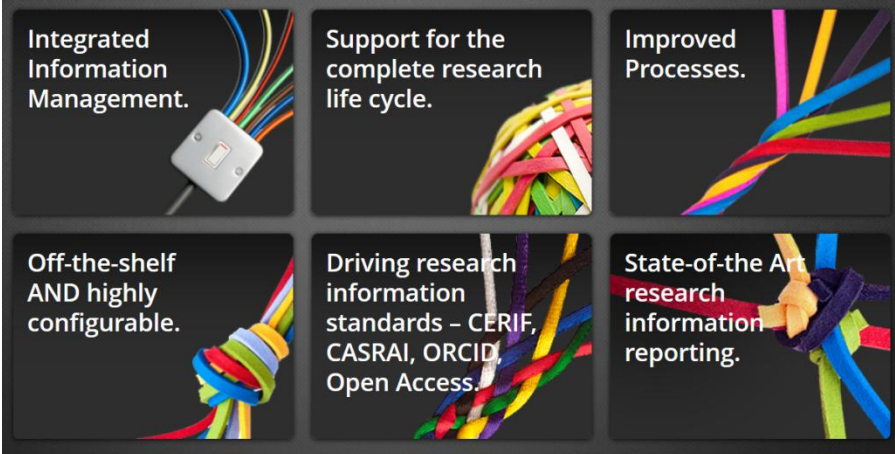 Integrated
Information
Management.
Support for the
complete research
life cycle.
Improved
Processes.
Off-the-shelf
AND highly
configurable.
Driving research
information
standards – CERIF,
CASRAI, ORCID,
Open Access.
State-of-the Art
research
information
reporting.